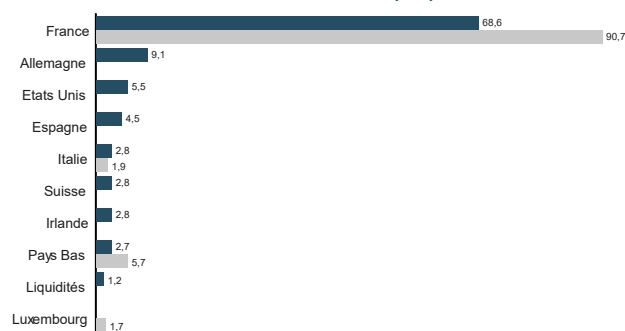 France 68,6
90,7
Allemagne 9,1
Etats Unis 5,5
Espagne 4,5
Italie 2,8
1,9
Suisse 2,8
Irlande 2,8
Pays Bas 2,7
5,7
Liquidités 1,2
Luxembourg 1,7